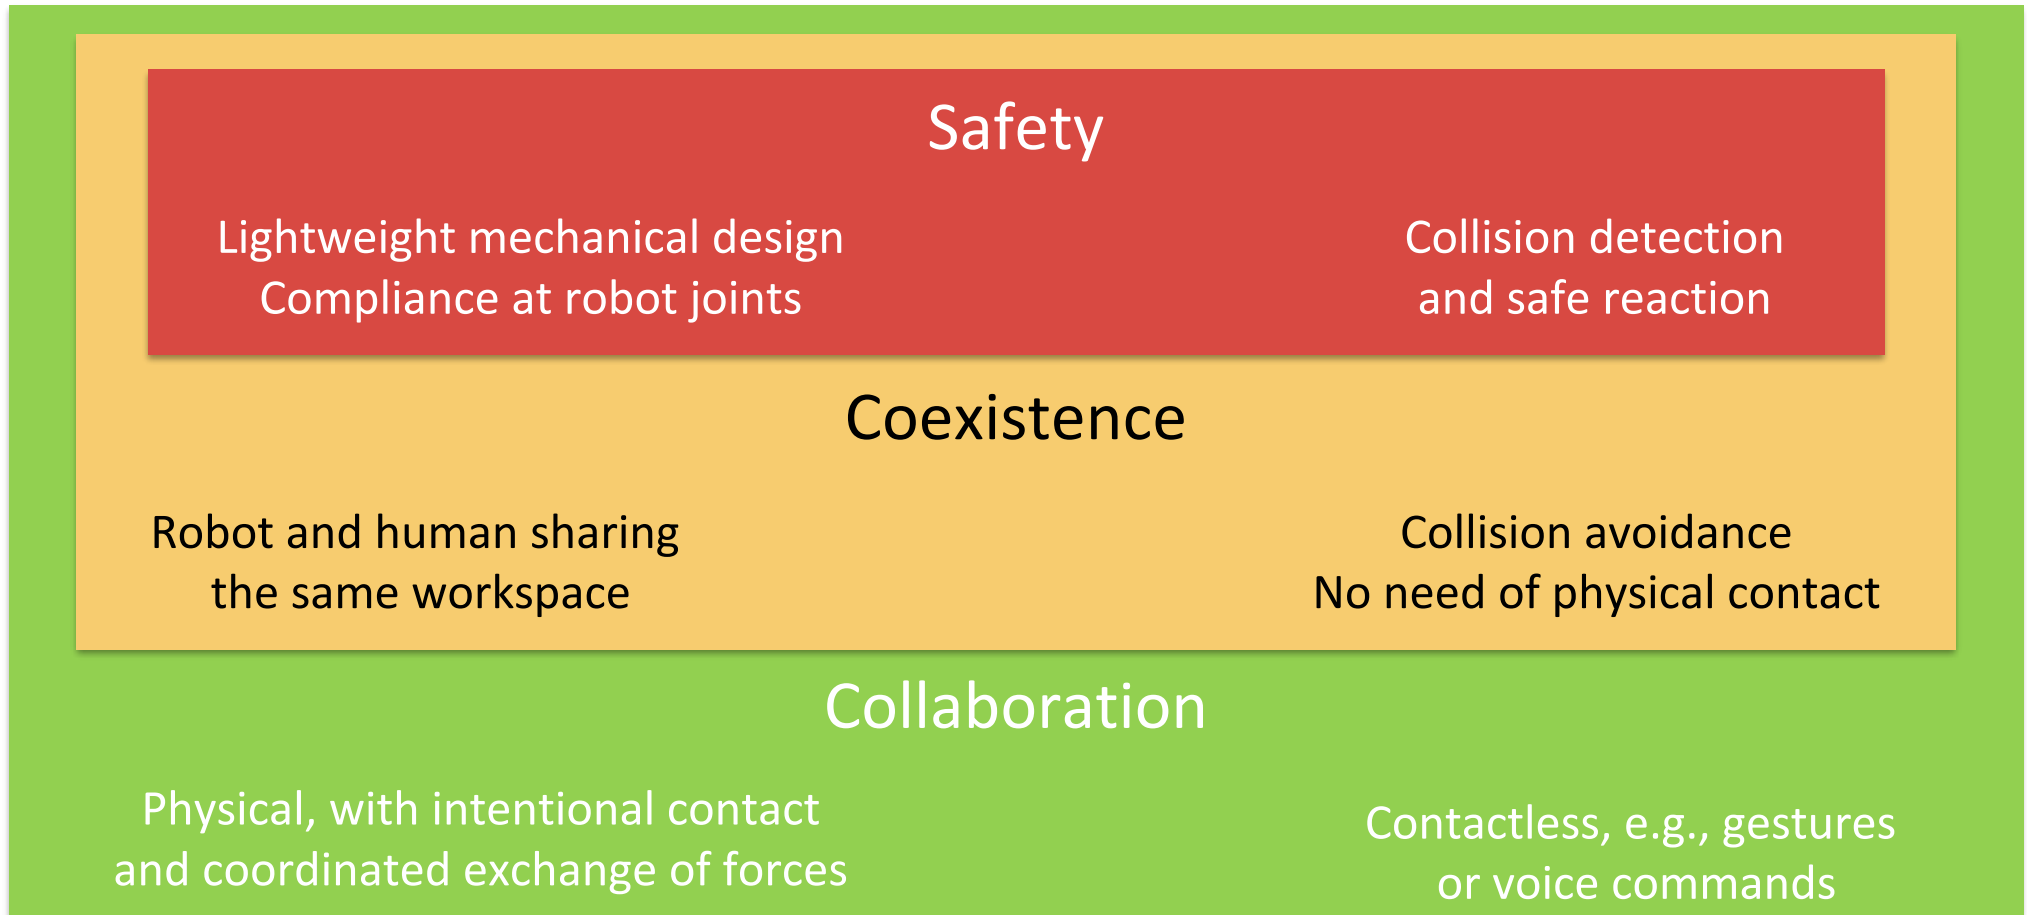 Safety
Lightweight mechanical design
Compliance at robot joints
Collision detection
and safe reaction
Coexistence
Robot and human sharing
the same workspace
Collision avoidance
No need of physical contact
Collaboration
Physical, with intentional contact
and coordinated exchange of forces
Contactless, e.g., gestures
or voice commands